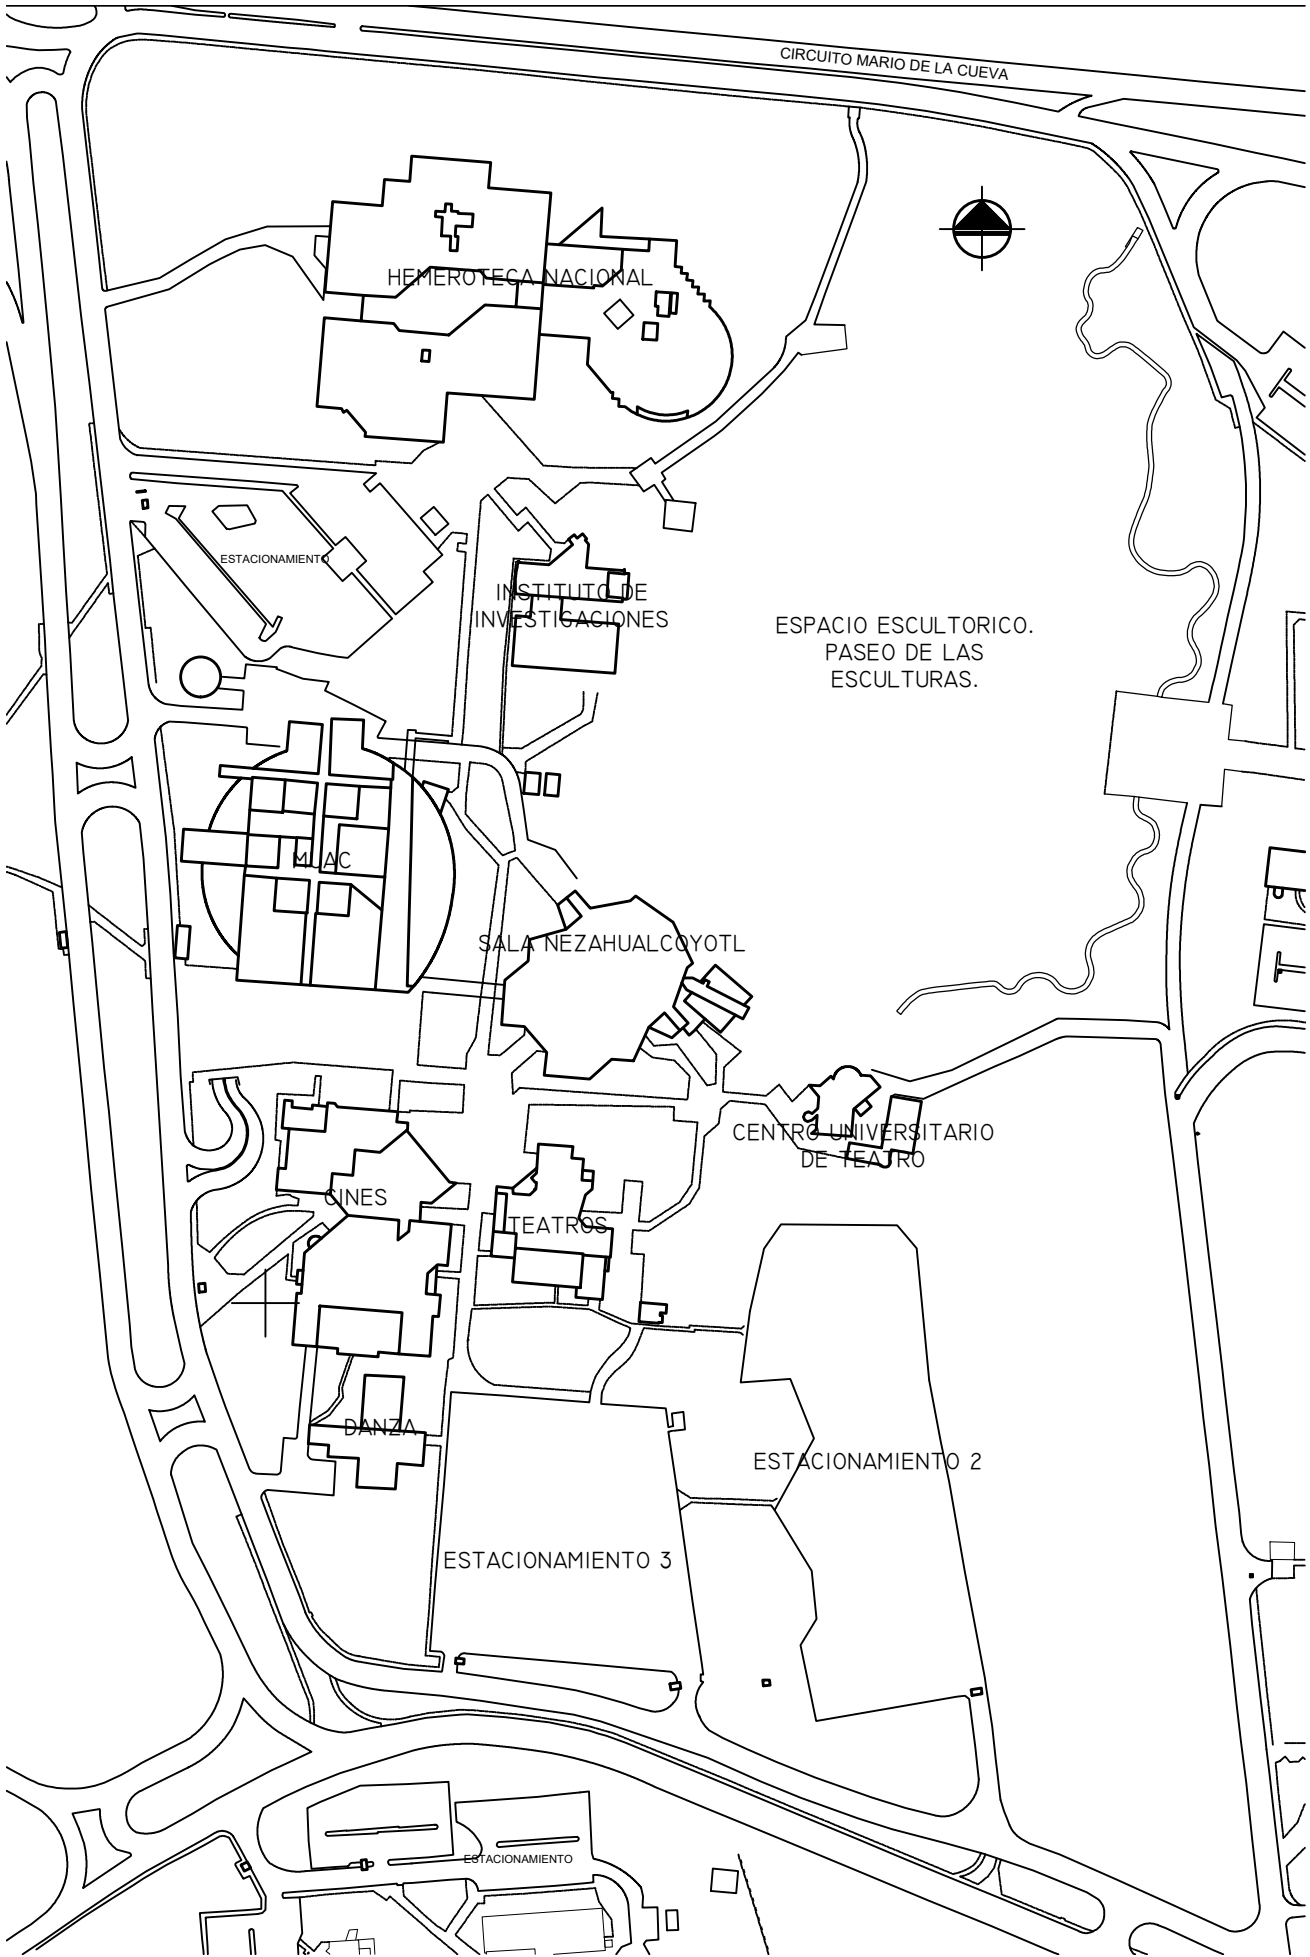 CIRCUITO MARIO DE LA CUEVA
HEMEROTECA NACIONAL
ESTACIONAMIENTO
INSTITUTO DE
INVESTIGACIONES
ESPACIO ESCULTORICO.
PASEO DE LAS
ESCULTURAS.
MUAC
SALA NEZAHUALCOYOTL
CENTRO UNIVERSITARIO
DE TEATRO
CINES
TEATROS
DANZA
ESTACIONAMIENTO 2
ESTACIONAMIENTO 3
ESTACIONAMIENTO